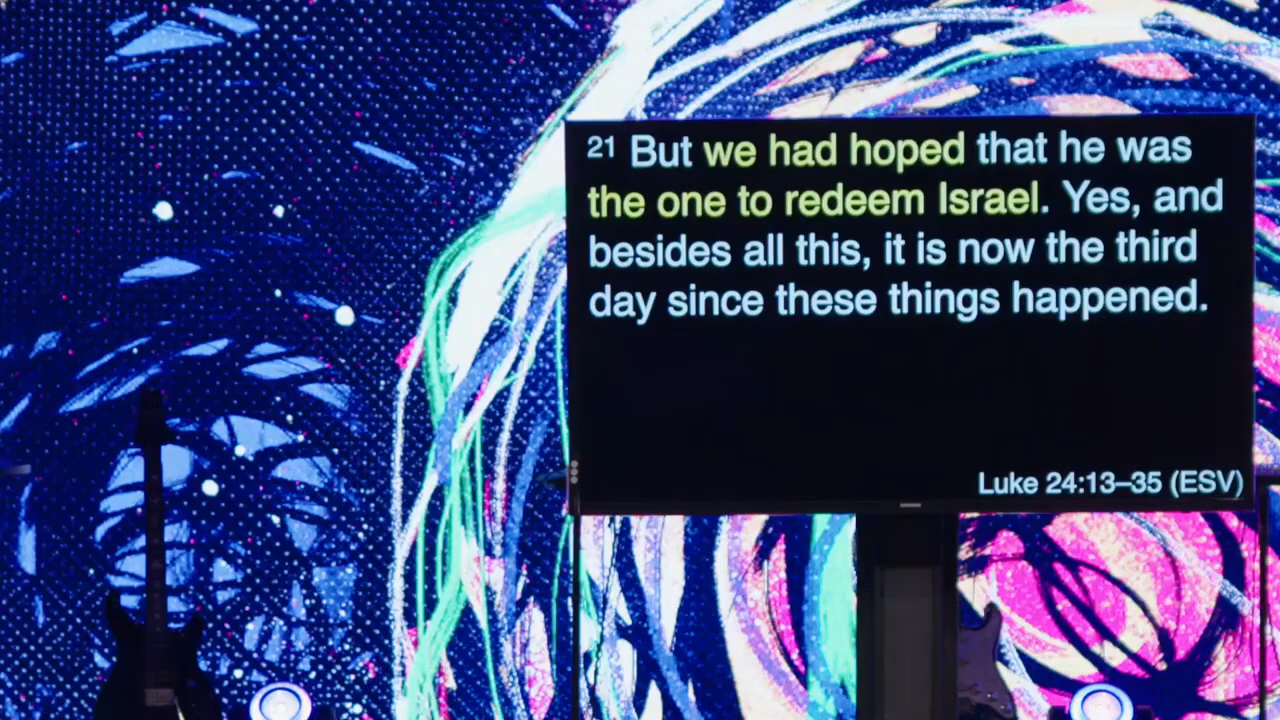 21 But we had hoped that he was
the one to redeem Israel. Yes, and
besides all this, it is now the third
day since these things happened.
Luke 24:13–35 (ESV)